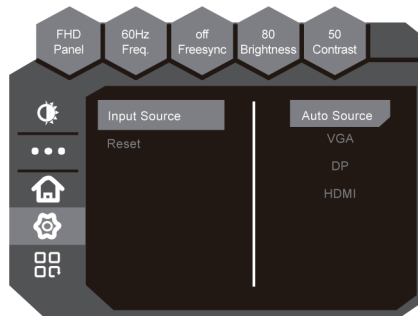 FHD
Panel
60Hz
Freq.
off
Freesync
80
Brightness
50
Contrast
Input Source
Reset
Auto Source
VGA
DP
HDMI